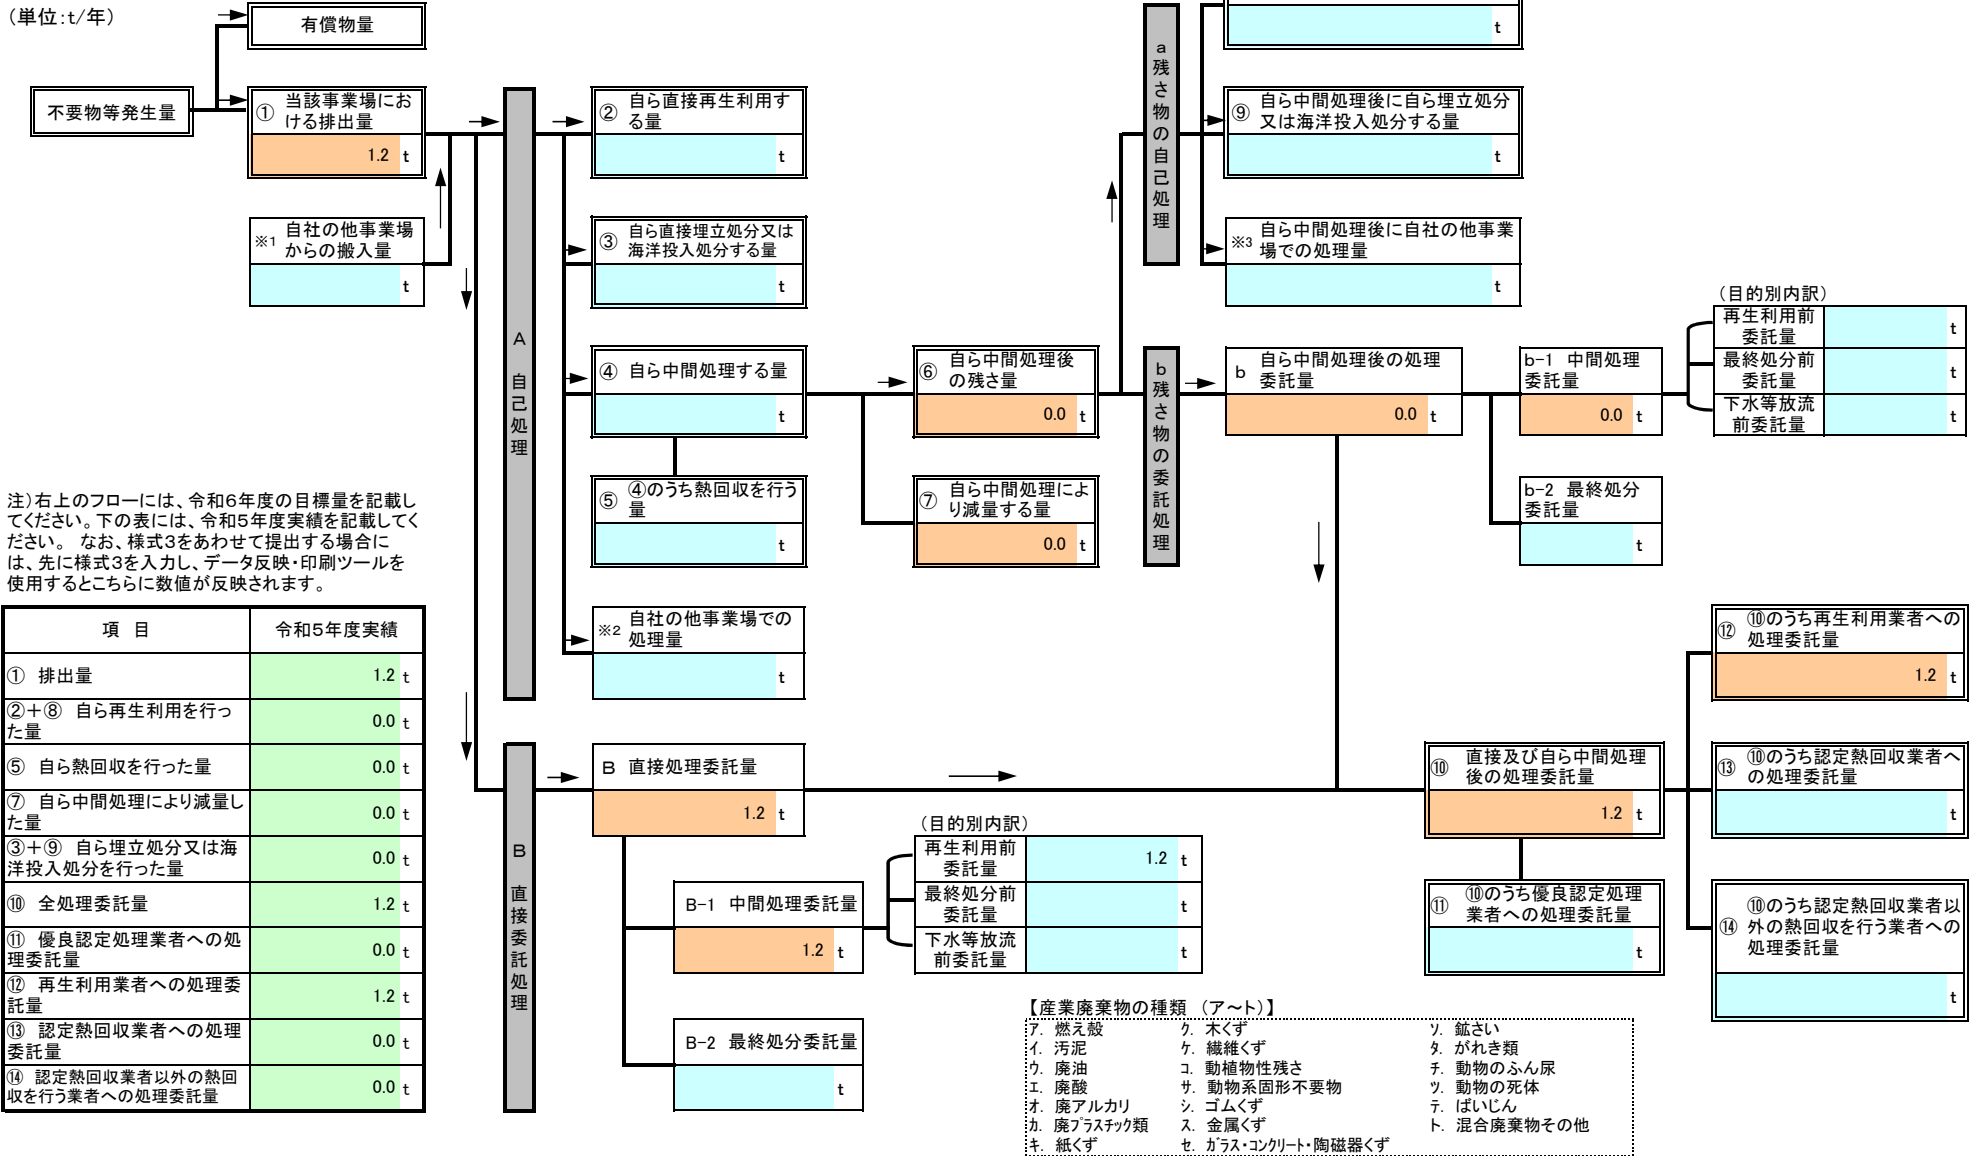 （単位：t/年）
有償物量
不要物等発生量
① 当該事業場にお
ける排出量
1.2 t
※1 自社の他事業場
からの搬入量
t
A 自己処理
② 自ら直接再生利用す
る量
t
③ 自ら直接埋立処分又は
海洋投入処分する量
t
④ 自ら中間処理する量
t
⑤ ④のうち熱回収を行う
量
t
※2 自社の他事業場での
処理量
t
⑥ 自ら中間処理後
の残さ量
0.0 t
⑦ 自ら中間処理によ
り減量する量
0.0 t
a残さ物の自己処理
t
⑨ 自ら中間処理後に自ら埋立処分
又は海洋投入処分する量
t
※3 自ら中間処理後に自社の他事業
場での処理量
t
b残さ物の委託処理
b 自ら中間処理後の処理
委託量
0.0 t
b-1 中間処理
委託量
0.0 t
（目的別内訳）
再生利用前
委託量
t
最終処分前
委託量
t
下水等放流
前委託量
t
b-2 最終処分
委託量
t
注）右上のフローには、令和６年度の目標量を記載し
てください。下の表には、令和５年度実績を記載してく
ださい。 なお、様式３をあわせて提出する場合に
は、先に様式３を入力し、データ反映・印刷ツールを
使用するとこちらに数値が反映されます。
項 目 令和５年度実績
① 排出量 1.2 t
②＋⑧ 自ら再生利用を行っ
た量 0.0 t
⑤ 自ら熱回収を行った量 0.0 t
⑦ 自ら中間処理により減量し
た量 0.0 t
③＋⑨ 自ら埋立処分又は海
洋投入処分を行った量 0.0 t
⑩ 全処理委託量 1.2 t
⑪ 優良認定処理業者への処
理委託量 0.0 t
⑫ 再生利用業者への処理委
託量 1.2 t
⑬ 認定熱回収業者への処理
委託量 0.0 t
⑭ 認定熱回収業者以外の熱回
収を行う業者への処理委託量 0.0 t
B 直接委託処理
B 直接処理委託量
1.2 t
B-1 中間処理委託量
1.2 t
（目的別内訳）
再生利用前
委託量
1.2 t
最終処分前
委託量
t
下水等放流
前委託量
t
B-2 最終処分委託量
t
⑩ 直接及び自ら中間処理
後の処理委託量
1.2 t
⑪ ⑩のうち優良認定処理
業者への処理委託量
t
⑫ ⑩のうち再生利用業者への
処理委託量
1.2 t
⑬ ⑩のうち認定熱回収業者へ
の処理委託量
t
⑭ ⑩のうち認定熱回収業者以
外の熱回収を行う業者への
処理委託量
t
【産業廃棄物の種類 （ア～ト）】
ア. 燃え殻 ク. 木くず ソ. 鉱さい
イ. 汚泥 ケ. 繊維くず タ. がれき類
ウ. 廃油 コ. 動植物性残さ チ. 動物のふん尿
エ. 廃酸 サ. 動物系固形不要物 ツ. 動物の死体
オ. 廃アルカリ シ. ゴムくず テ. ばいじん
カ. 廃プラスチック類 ス. 金属くず ト. 混合廃棄物その他
キ. 紙くず セ. ガラス・コンクリート・陶磁器くず